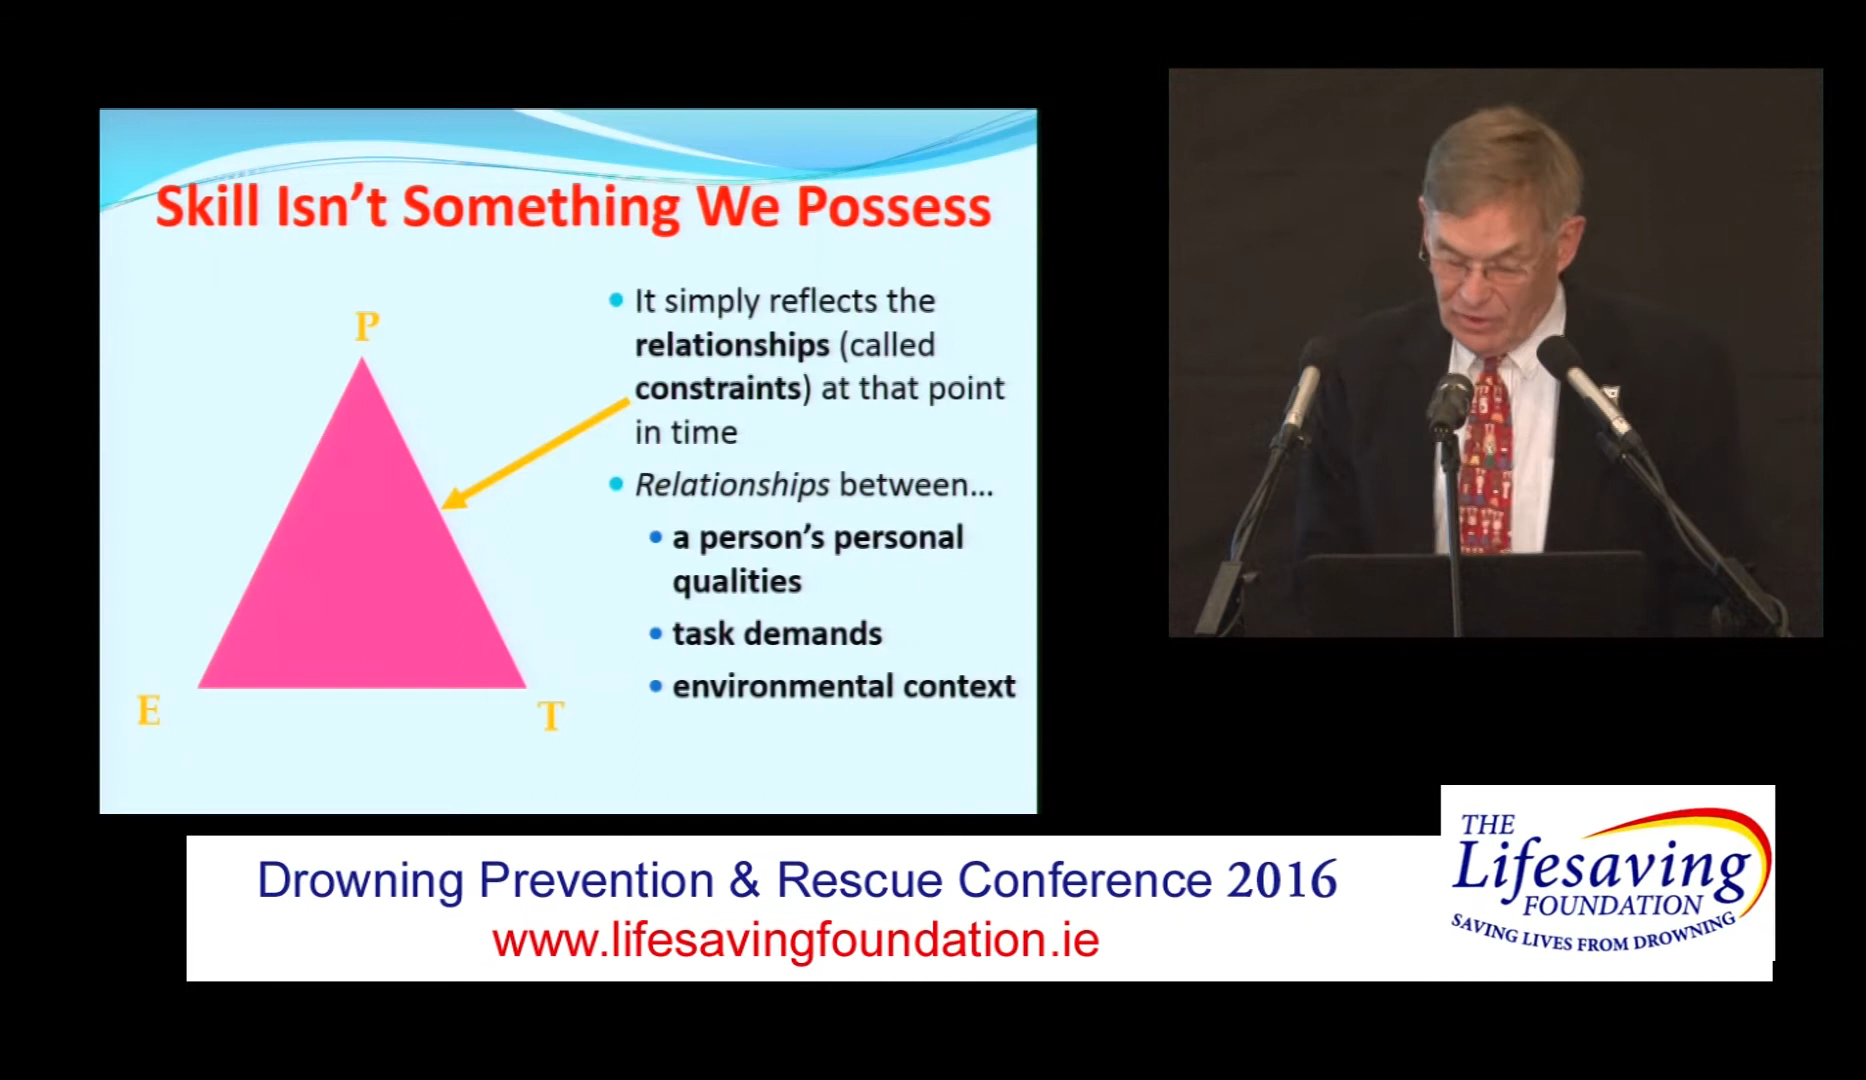 Skill Isn't Something We Possess
P
E
T
• It simply reflects the
relationships (called
constraints) at that point
in time
• Relationships between...
• a person's personal
qualities
• task demands
• environmental context
Drowning Prevention & Rescue Conference 2016
www.lifesavingfoundation.ie
THE
Lifesaving
FOUNDATION
SAVING LIVES FROM DROWNING